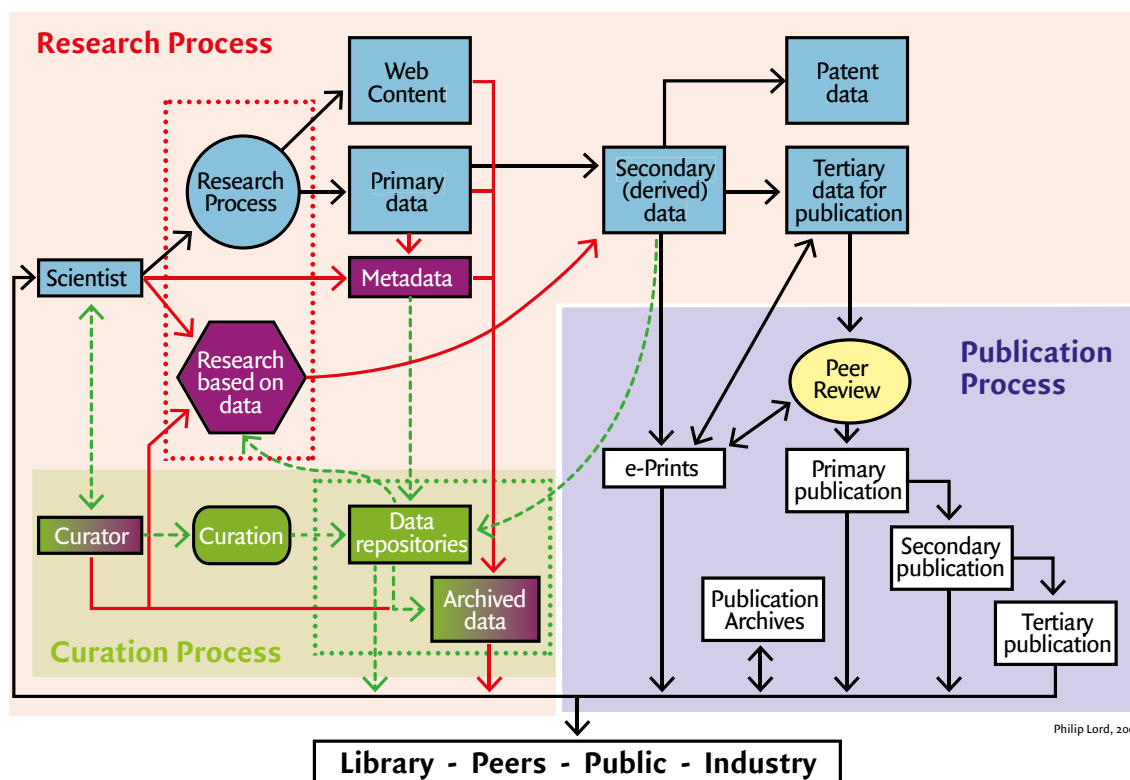 Research Process
Web
Content
Patent
data
Research
Process
Primary
data
Secondary
(derived)
data
Tertiary
data for
publication
Scientist
Metadata
Research
based on
data
Publication
Process
Peer
Review
e-Prints
Primary
publication
Curator
Curation
Data
repositories
Secondary
publication
Archived
data
Publication
Archives
Tertiary
publication
Curation Process
Philip Lord,
Library - Peers - Public - Industry